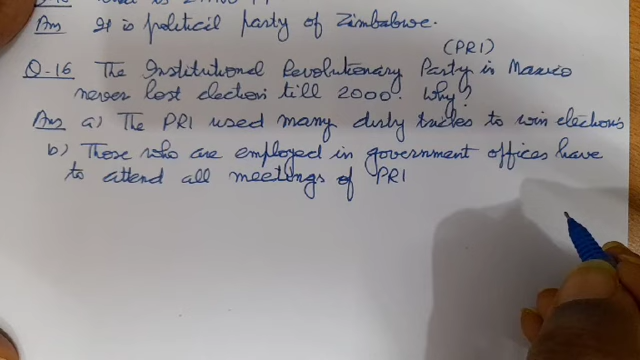 Ans It is political party of Zimbabwe.
(PRI)
Q-16 The Institutional Revolutionary Party in Mexico
never lost election till 2000. Why?
Ans a) The PRI used many dirty tricks to win elections
b) Those who are employed in government offices have
to attend all meetings of PRI